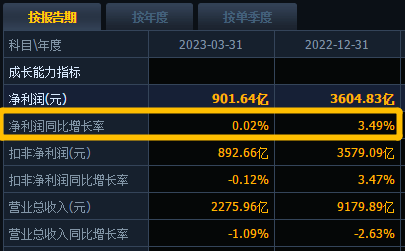 按报告期 按年度 按单季度
科目\年度 2023-03-31 2022-12-31
成长能力指标
净利润(元) 901.64亿 3604.83亿
净利润同比增长率 0.02% 3.49%
扣非净利润(元) 892.66亿 3579.09亿
扣非净利润同比增长率 -0.12% 3.47%
营业总收入(元) 2275.96亿 9179.89亿
营业总收入同比增长率 -1.09% -2.63%